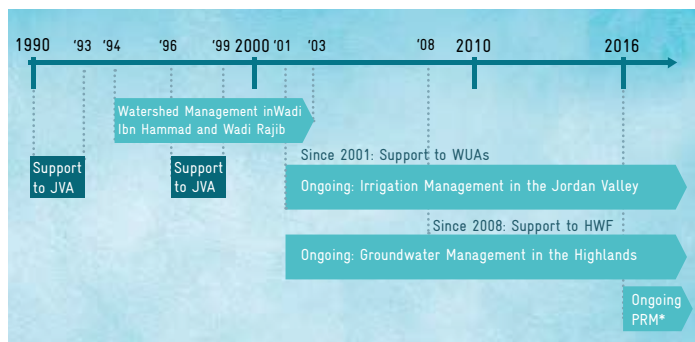 1990 '93 '94 '96 '99 2000 '01 '03 '08 2010 2016
Watershed Management inWadi
Ibn Hammad and Wadi Rajib
Support
to JVA
Support
to JVA
Since 2001: Support to WUAs
Ongoing: Irrigation Management in the Jordan Valley
Since 2008: Support to HWF
Ongoing: Groundwater Management in the Highlands
Ongoing
PRM*